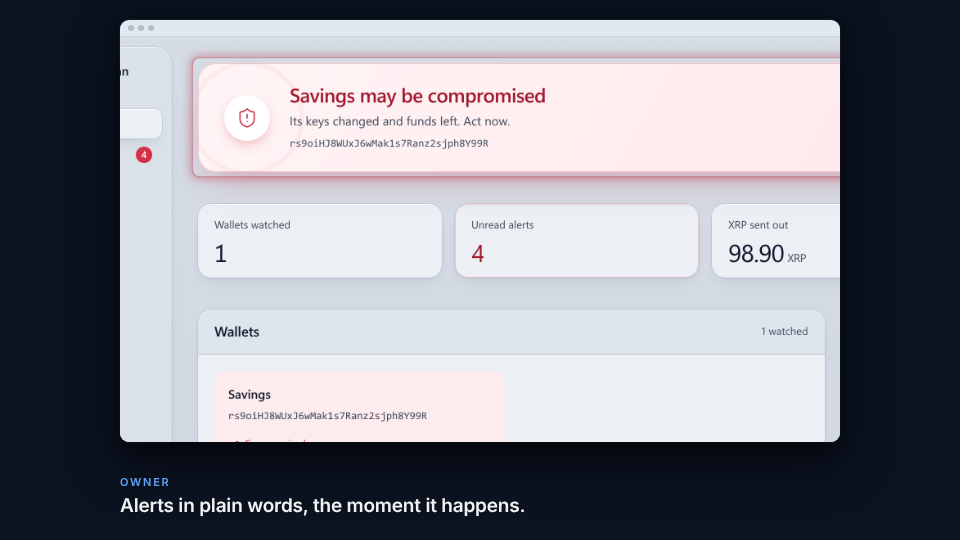 an
4
Savings may be compromised
Its keys changed and funds left. Act now.
rs9oiHJ8WUxJ6wMak1s7Ranz2sjph8Y99R
Wallets watched
1
Unread alerts
4
XRP sent out
98.90 XRP
Wallets
1 watched
Savings
rs9oiHJ8WUxJ6wMak1s7Ranz2sjph8Y99R
OWNER
Alerts in plain words, the moment it happens.